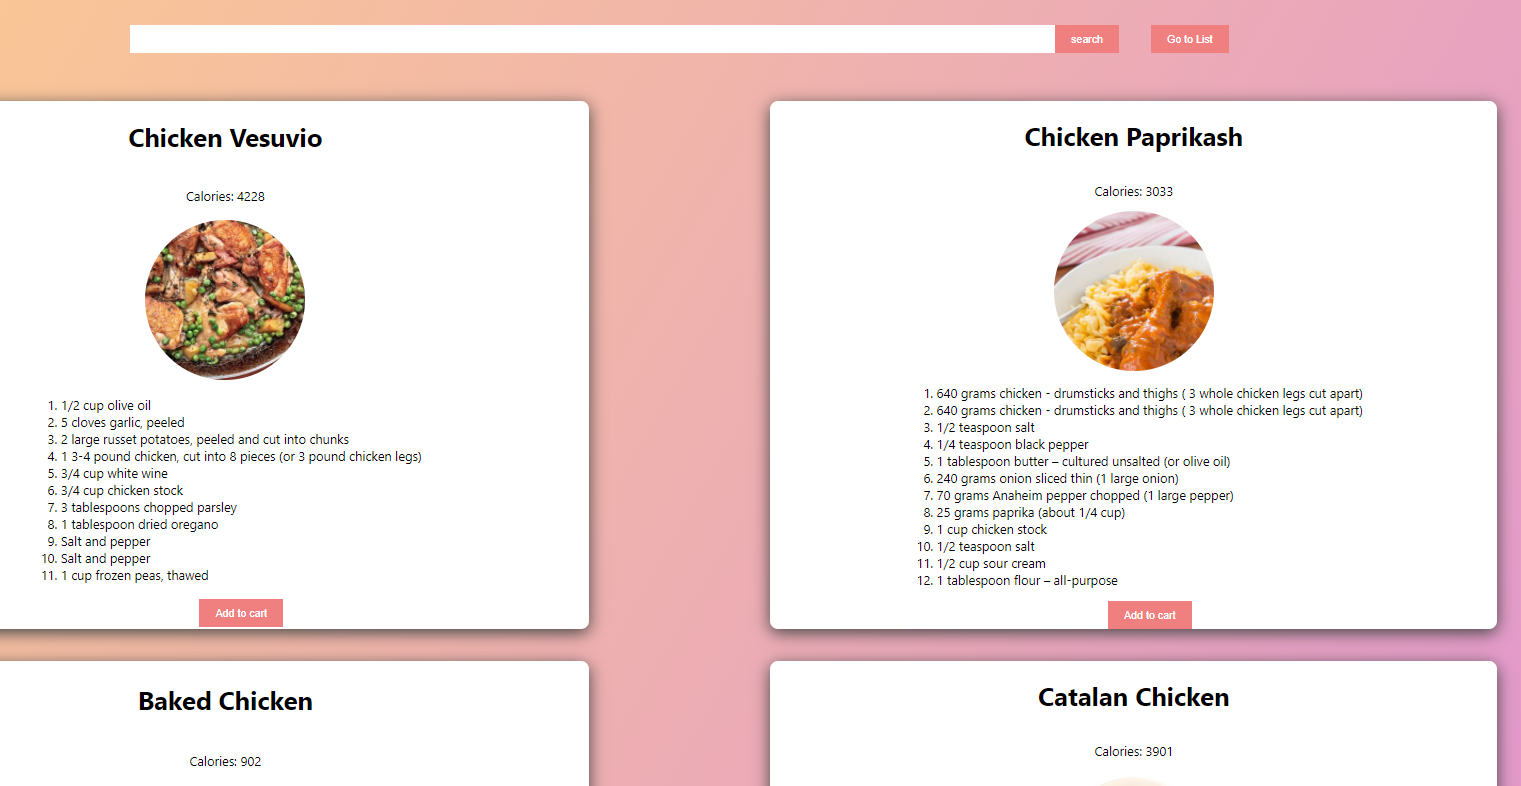 search
Go to List
Chicken Vesuvio
Calories: 4228
1. 1/2 cup olive oil
2. 5 cloves garlic, peeled
3. 2 large russet potatoes, peeled and cut into chunks
4. 1 3-4 pound chicken, cut into 8 pieces (or 3 pound chicken legs)
5. 3/4 cup white wine
6. 3/4 cup chicken stock
7. 3 tablespoons chopped parsley
8. 1 tablespoon dried oregano
9. Salt and pepper
10. Salt and pepper
11. 1 cup frozen peas, thawed
Add to cart
Chicken Paprikash
Calories: 3033
1. 640 grams chicken - drumsticks and thighs ( 3 whole chicken legs cut apart)
2. 640 grams chicken - drumsticks and thighs ( 3 whole chicken legs cut apart)
3. 1/2 teaspoon salt
4. 1/4 teaspoon black pepper
5. 1 tablespoon butter – cultured unsalted (or olive oil)
6. 240 grams onion sliced thin (1 large onion)
7. 70 grams Anaheim pepper chopped (1 large pepper)
8. 25 grams paprika (about 1/4 cup)
9. 1 cup chicken stock
10. 1/2 teaspoon salt
11. 1/2 cup sour cream
12. 1 tablespoon flour – all-purpose
Add to cart
Baked Chicken
Calories: 902
Catalan Chicken
Calories: 3901